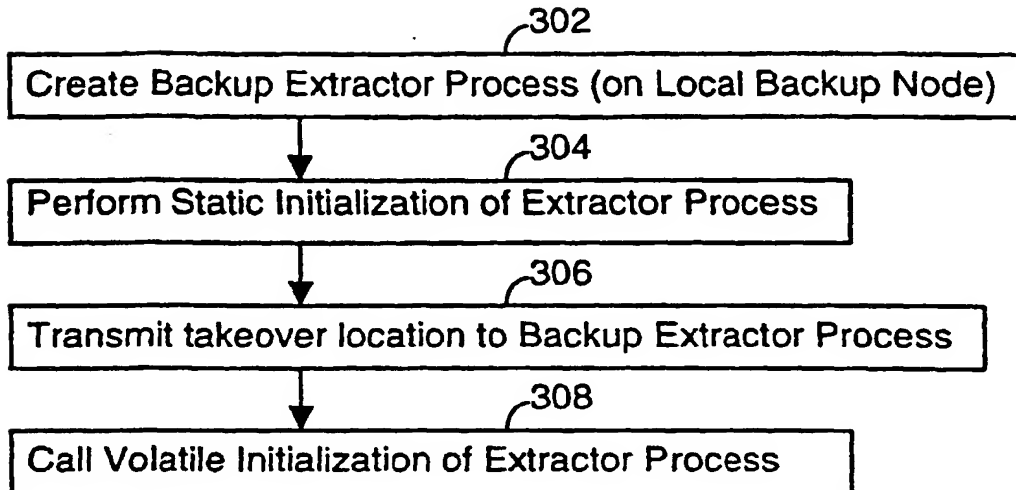 302
Create Backup Extractor Process (on Local Backup Node)
304
Perform Static Initialization of Extractor Process
306
Transmit takeover location to Backup Extractor Process
308
Call Volatile Initialization of Extractor Process